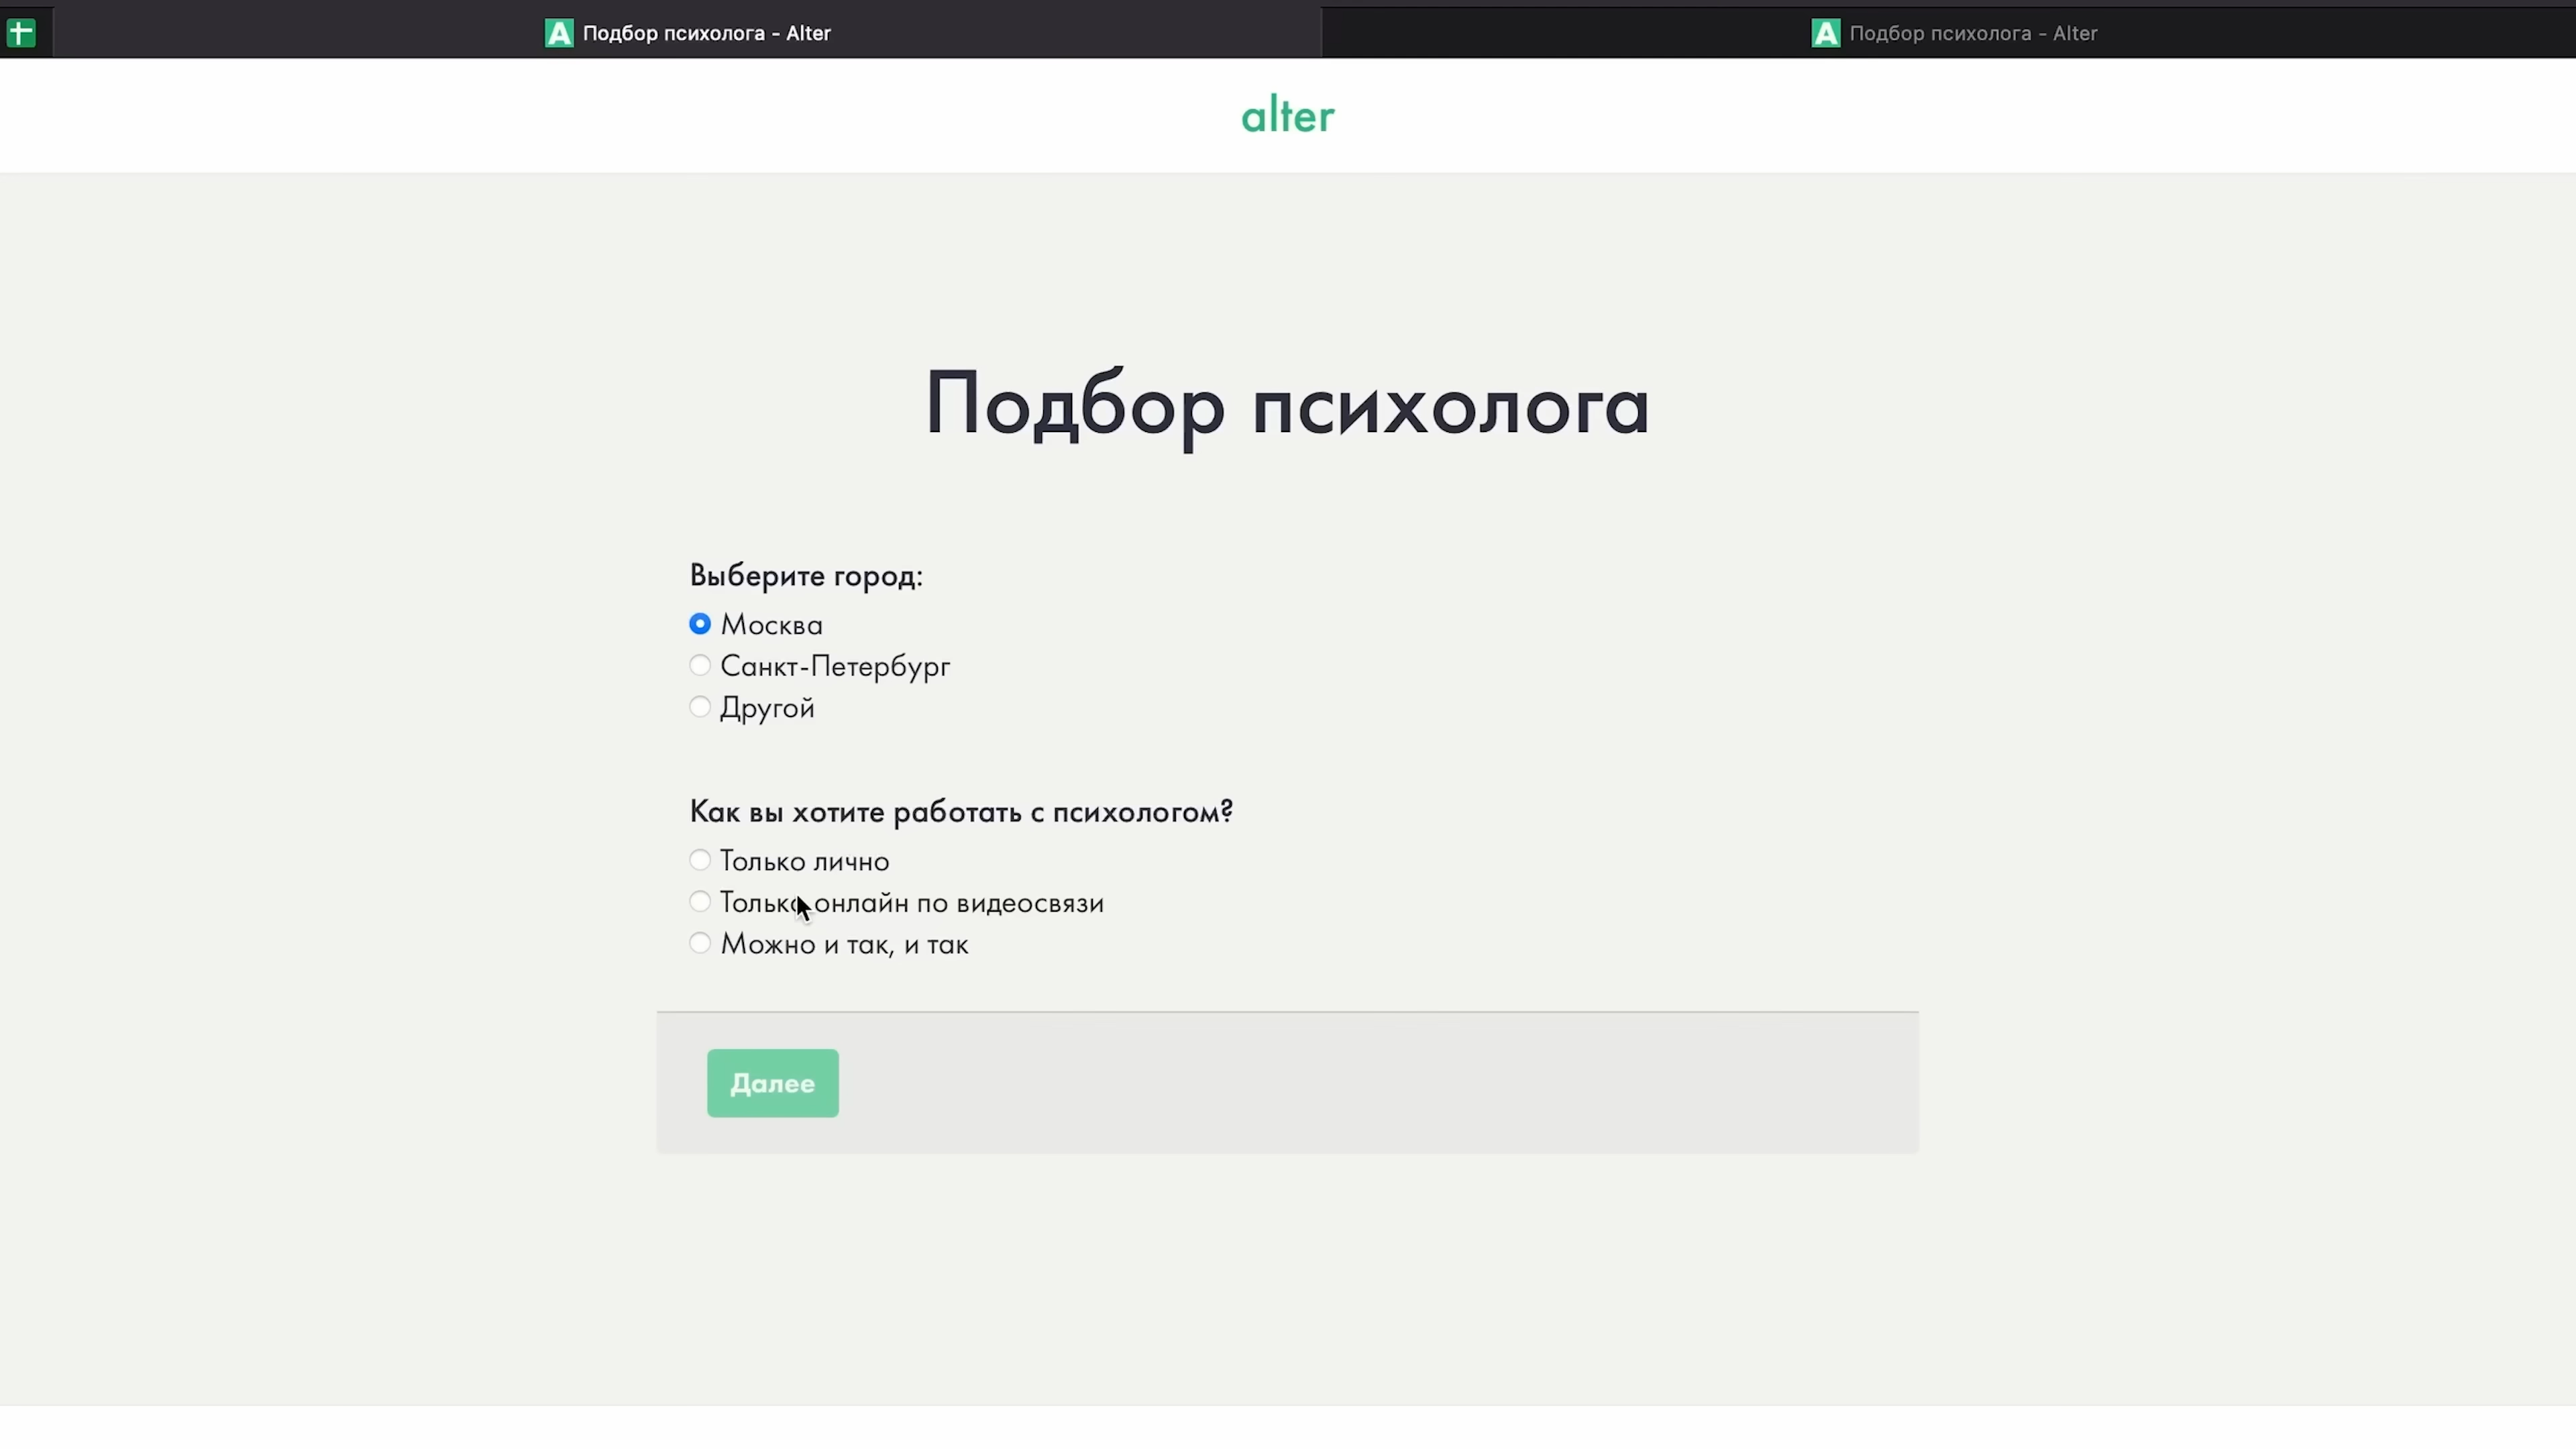 Подбор психолога - Alter
Подбор психолога - Alter
alter
Подбор психолога
Выберите город:
Москва
Санкт-Петербург
Другой
Как вы хотите работать с психологом?
Только лично
Только онлайн по видеосвязи
Можно и так, и так
Далее